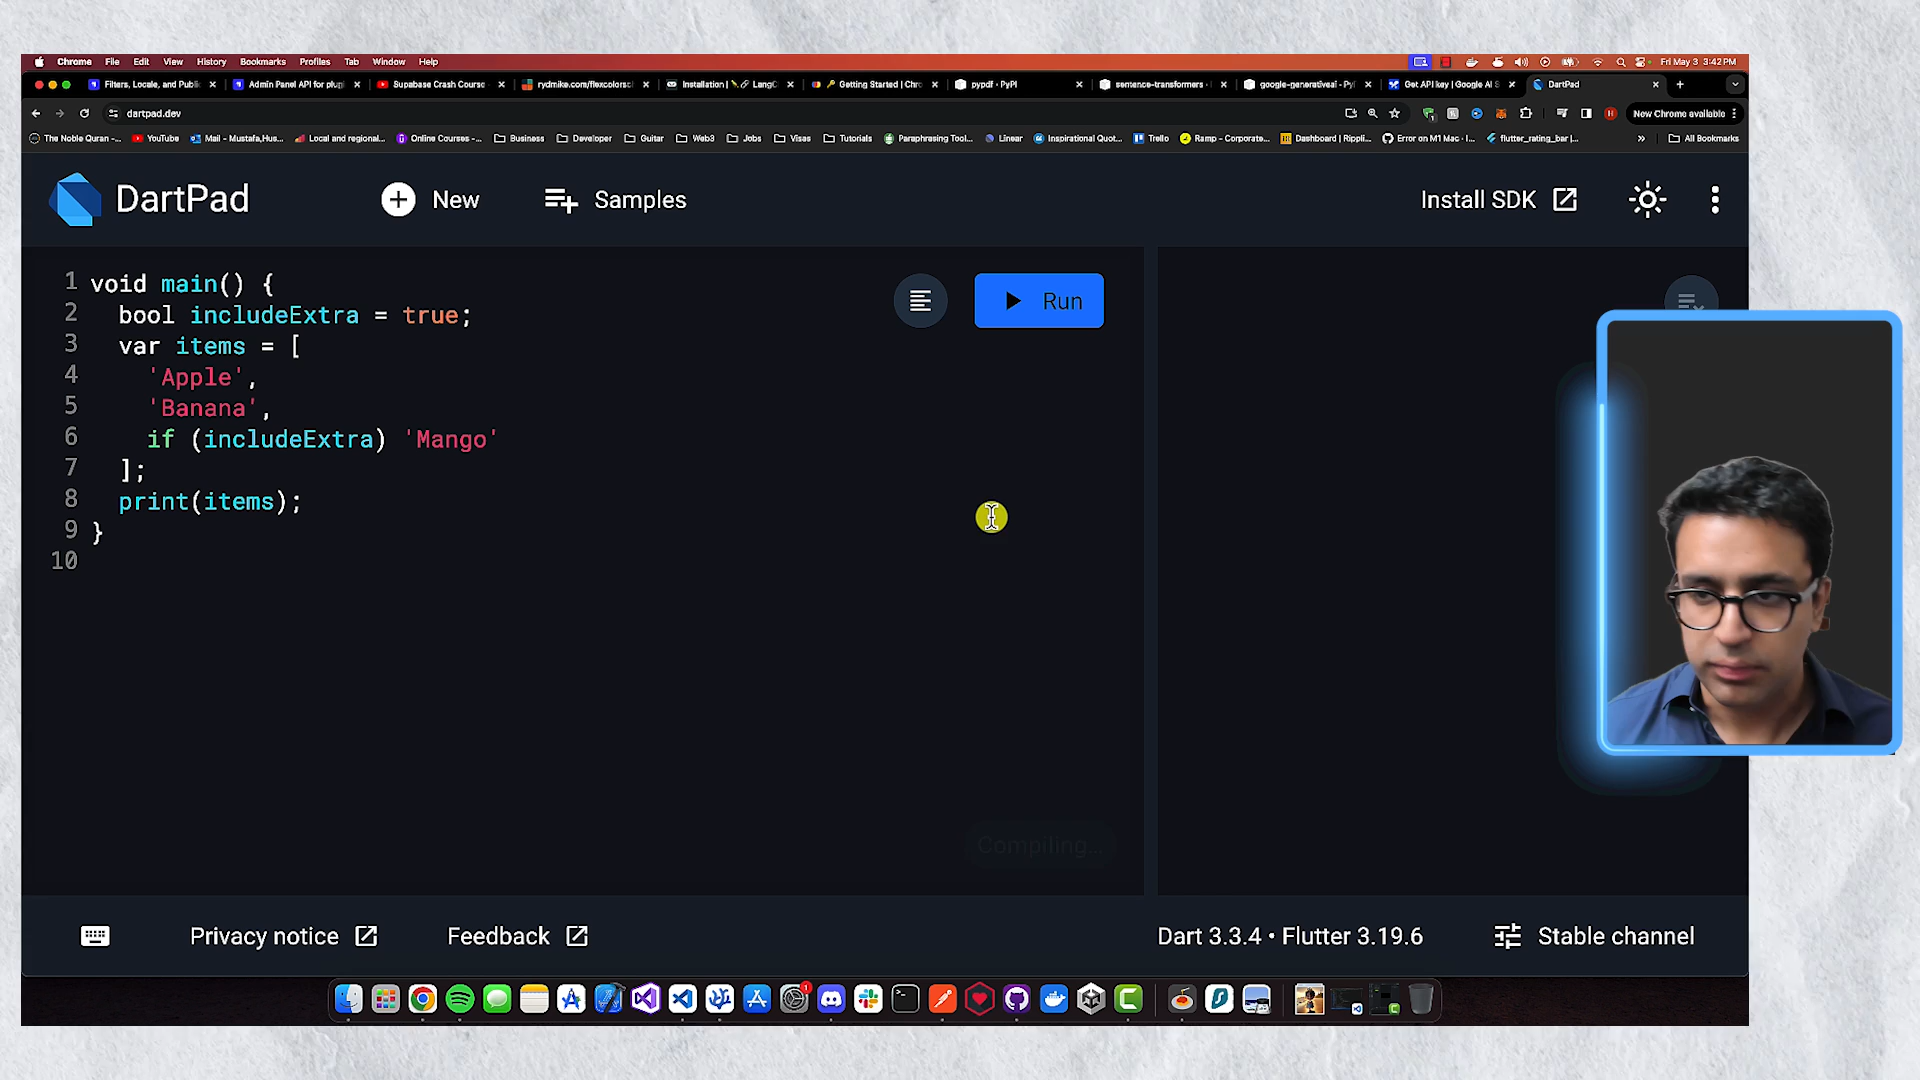 Chrome File Edit View History Bookmarks Profiles Tab Window Help Fri May 3 3:42 PM
Filters, Locale, and Public Admin Panel API for plugi Supabase Crash Course rydmike.com/flexcolorsc Installation | LangC Getting Started | Chro pypdf · PyPI sentence-transformers · google-generativeai · PyP Get API key | Google AI S DartPad
dartpad.dev New Chrome available
The Noble Quran -... YouTube Mail - Mustafa,Hus... Local and regional... Online Courses -... Business Developer Guitar Web3 Jobs Visas Tutorials Paraphrasing Tool... Linear Inspirational Quot... Trello Ramp - Corporate... Dashboard | Rippli... Error on M1 Mac · I... flutter_rating_bar |... » All Bookmarks
DartPad New Samples Install SDK
1 void main() {
2 bool includeExtra = true;
3 var items = [
4 'Apple',
5 'Banana',
6 if (includeExtra) 'Mango'
7 ];
8 print(items);
9 }
10
Run
Compiling...
Privacy notice Feedback Dart 3.3.4 • Flutter 3.19.6 Stable channel